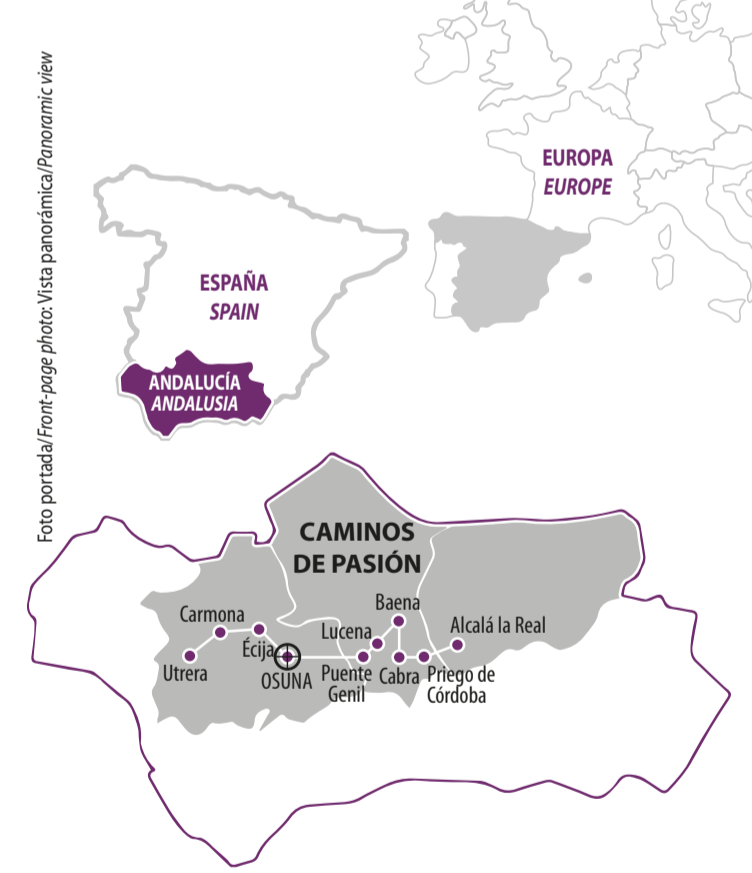 Foto portada/Front-page photo: Vista panorámica/Panoramic view
EUROPA
EUROPE
ESPAÑA
SPAIN
ANDALUCÍA
ANDALUSIA
CAMINOS
DE PASIÓN
Baena
Carmona
Lucena
Alcalá la Real
Écija
Utrera
OSUNA
Puente
Genil
Cabra
Priego de
Córdoba